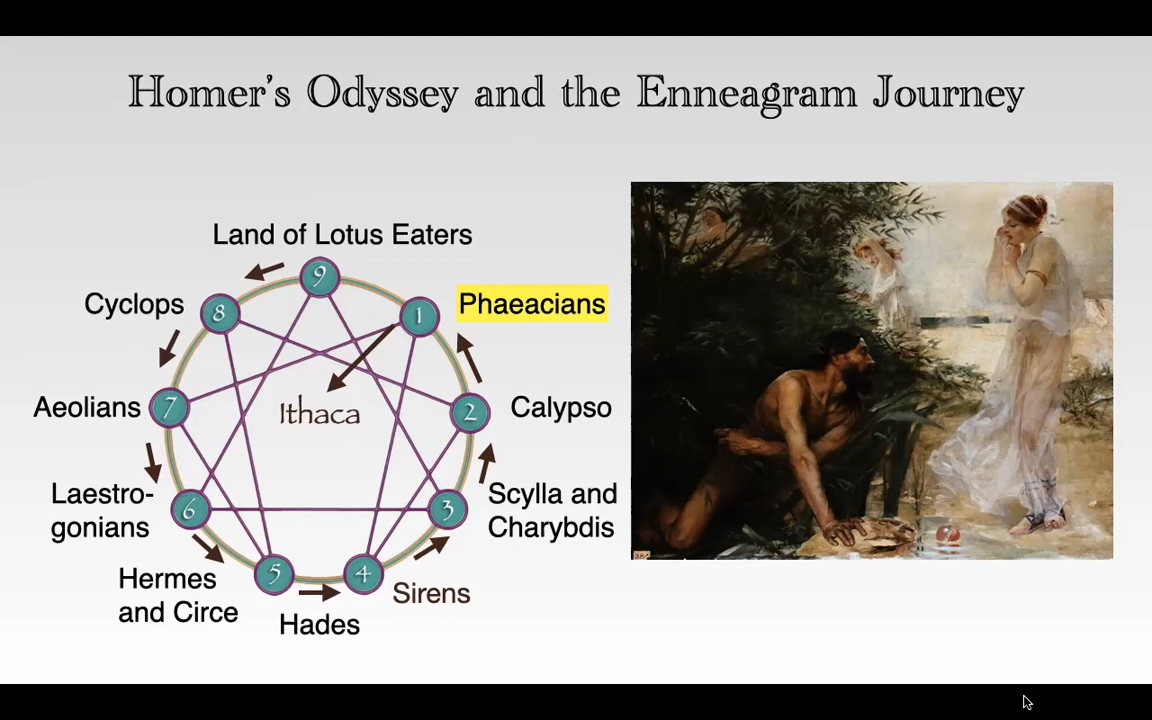 Homer's Odyssey and the Enneagram Journey
Land of Lotus Eaters
9
Cyclops
8
1
Phaeacians
Aeolians
7
Ithaca
2
Calypso
Laestro-
gonians
6
3
Scylla and
Charybdis
Hermes
and Circe
5
4
Sirens
Hades